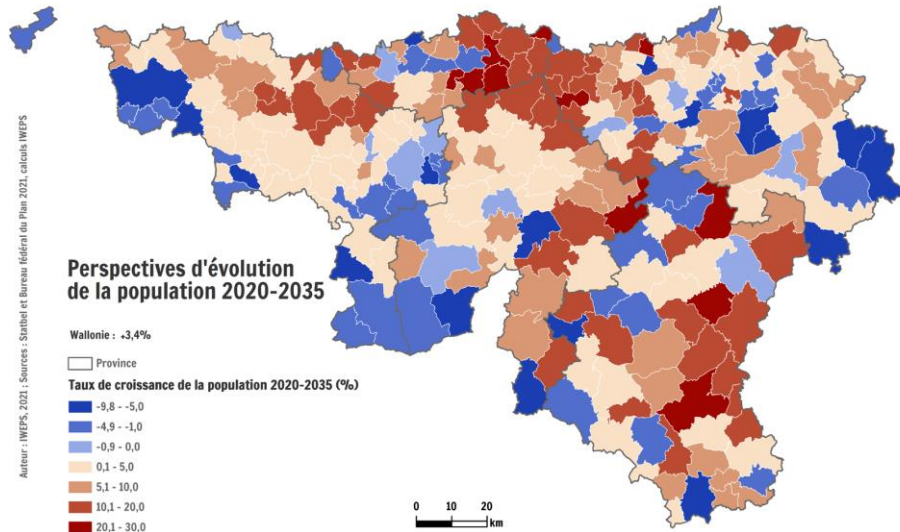 Perspectives d'évolution
de la population 2020-2035
Wallonie : +3,4%
Province
Taux de croissance de la population 2020-2035 (%)
-9,8 - -5,0
-4,9 - -1,0
-0,9 - 0,0
0,1 - 5,0
5,1 - 10,0
10,1 - 20,0
20,1 - 30,0
0 10 20
km
Auteur : IWEPS, 2021 ; Sources : Statbel et Bureau fédéral du Plan 2021, calculs IWEPS